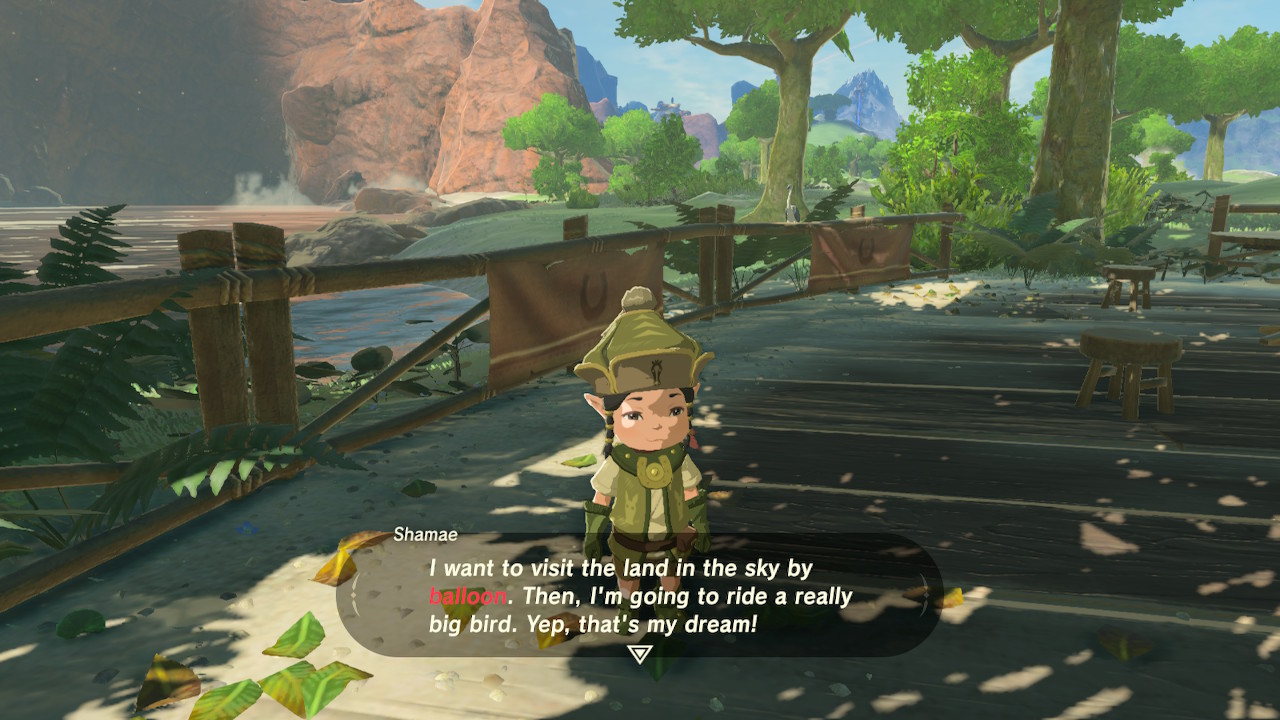 Shamae
I want to visit the land in the sky by
balloon. Then, I'm going to ride a really
big bird. Yep, that's my dream!